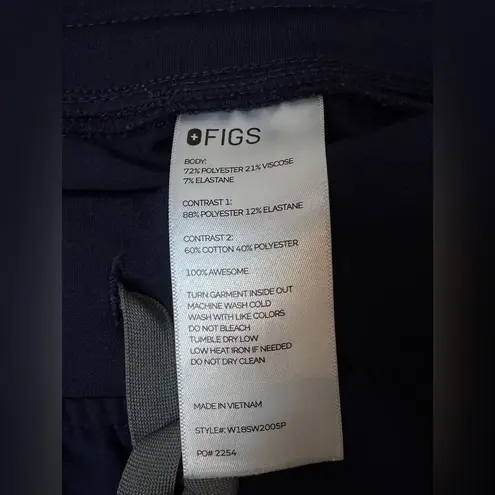 FIGS
BODY:
72% POLYESTER 21% VISCOSE
7% ELASTANE
CONTRAST 1:
88% POLYESTER 12% ELASTANE
CONTRAST 2:
60% COTTON 40% POLYESTER
100% AWESOME.
TURN GARMENT INSIDE OUT
MACHINE WASH COLD
WASH WITH LIKE COLORS
DO NOT BLEACH
TUMBLE DRY LOW
LOW HEAT IRON IF NEEDED
DO NOT DRY CLEAN
MADE IN VIETNAM
STYLE#: W18SW2005P
PO# 2254